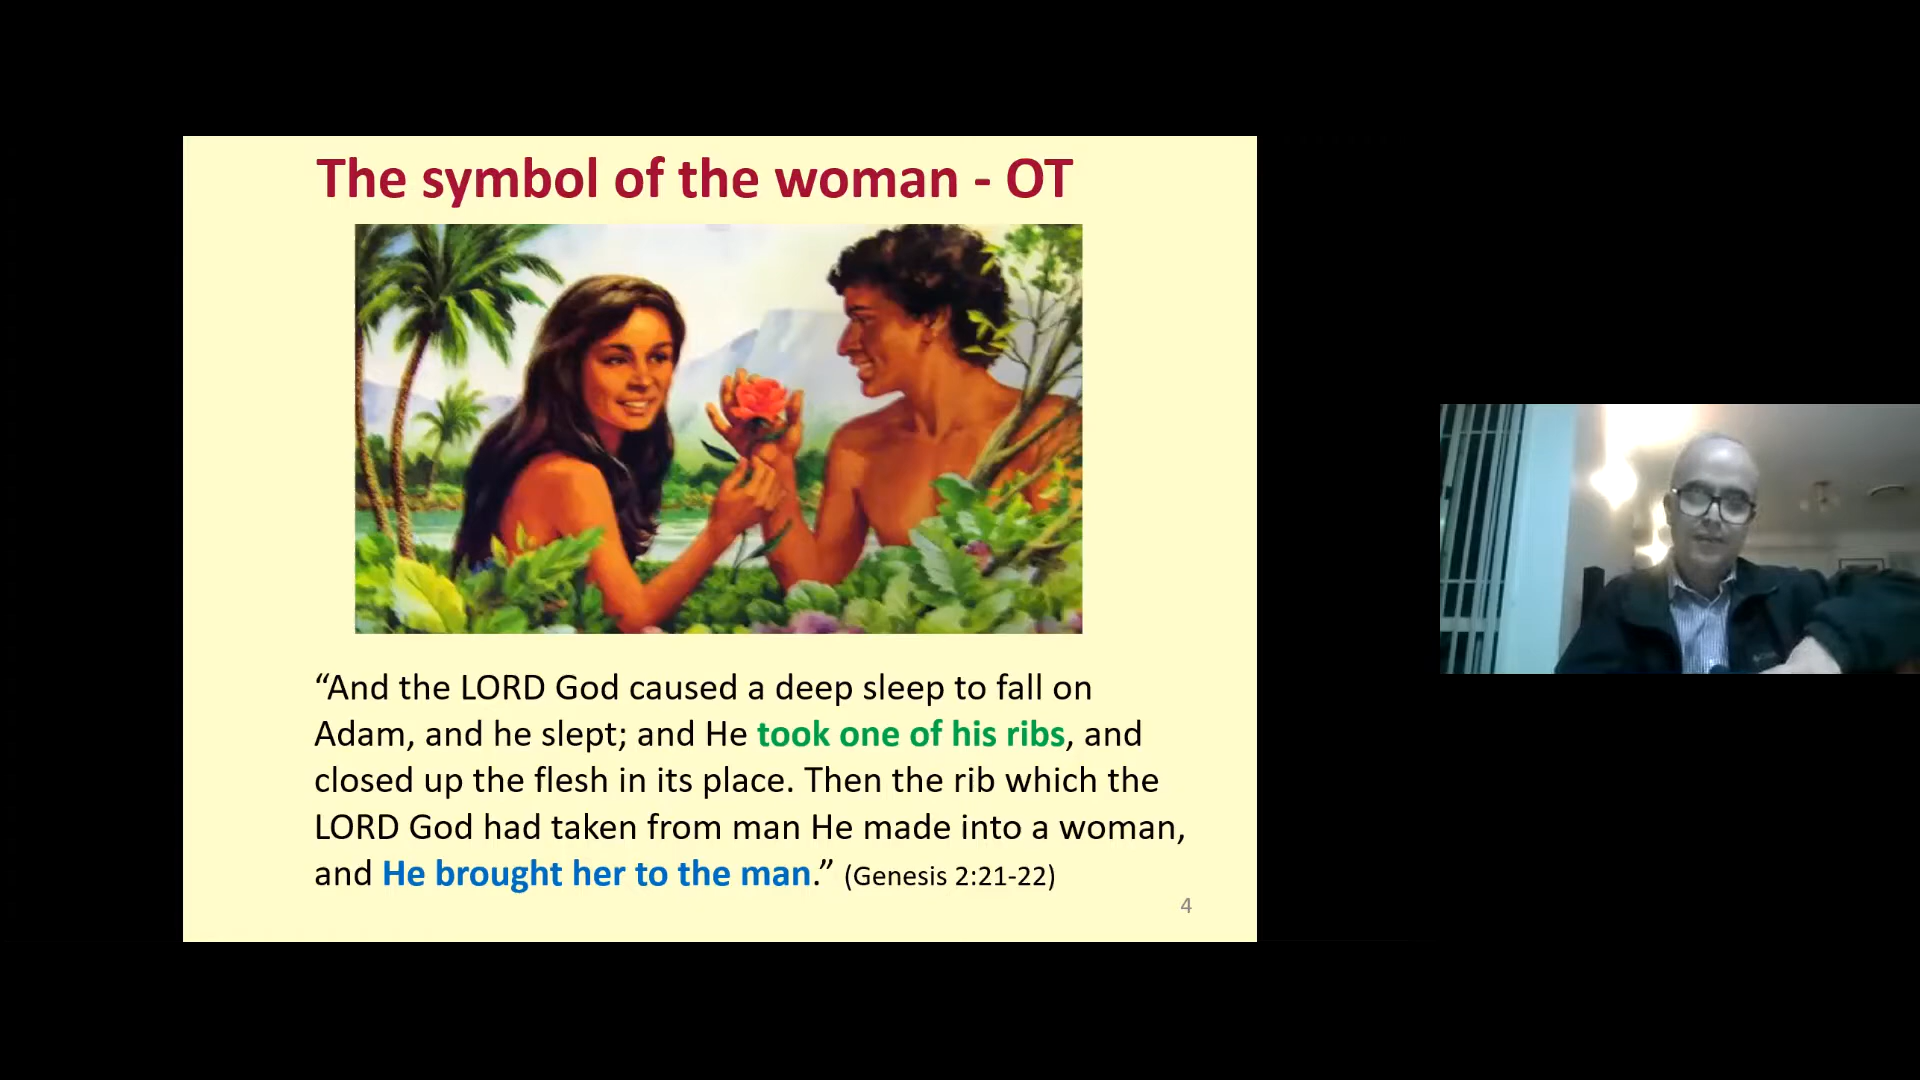 The symbol of the woman - OT
“And the LORD God caused a deep sleep to fall on
Adam, and he slept; and He took one of his ribs, and
closed up the flesh in its place. Then the rib which the
LORD God had taken from man He made into a woman,
and He brought her to the man.” (Genesis 2:21-22)
4